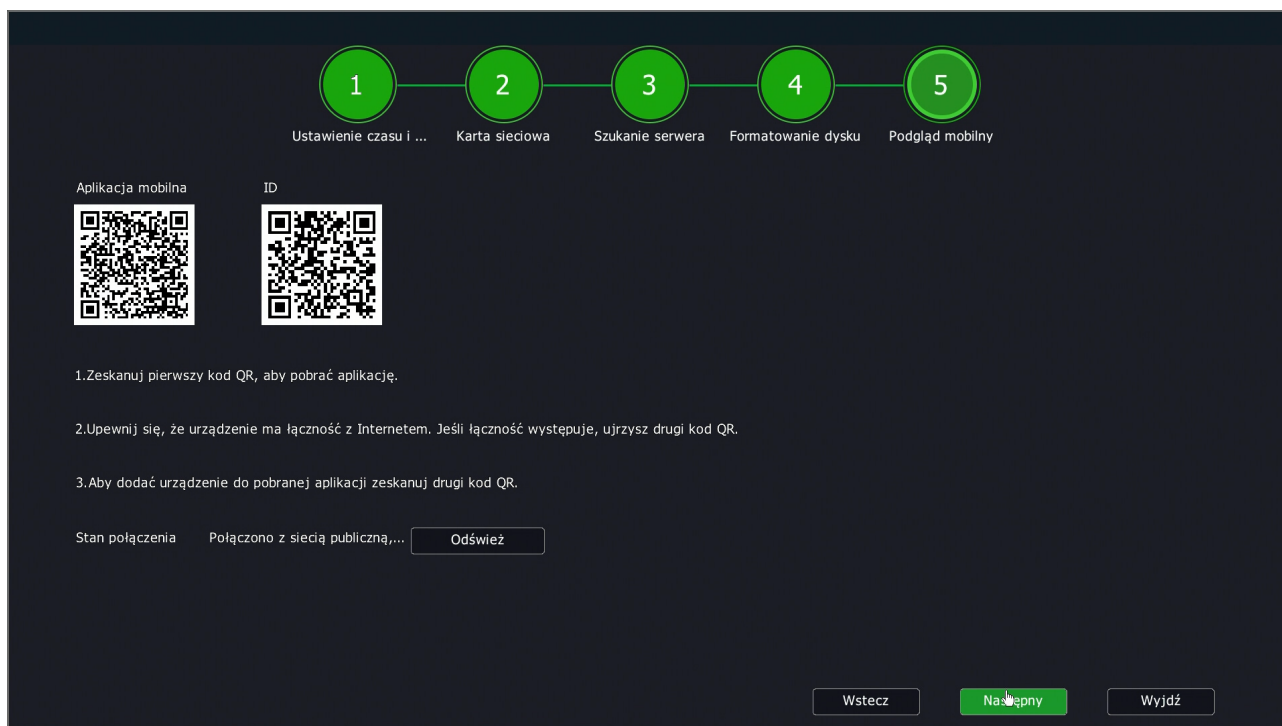 1 2 3 4 5
Ustawienie czasu i ... Karta sieciowa Szukanie serwera Formatowanie dysku Podgląd mobilny
Aplikacja mobilna ID
1.Zeskanuj pierwszy kod QR, aby pobrać aplikację.
2.Upewnij się, że urządzenie ma łączność z Internetem. Jeśli łączność występuje, ujrzysz drugi kod QR.
3.Aby dodać urządzenie do pobranej aplikacji zeskanuj drugi kod QR.
Stan połączenia Połączono z siecią publiczną,... Odśwież
Wstecz Następny Wyjdź